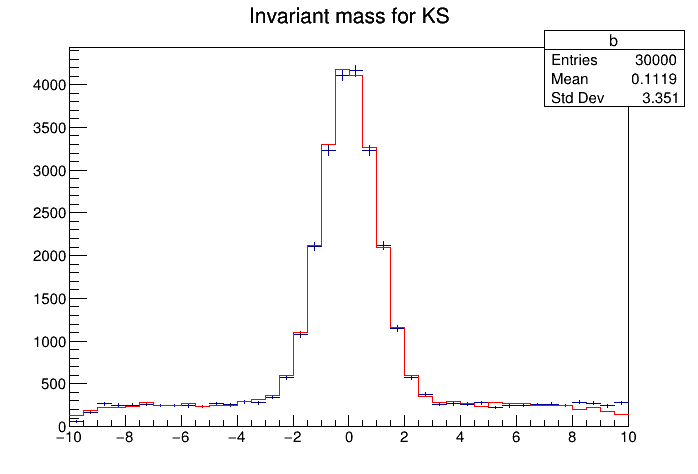 Invariant mass for KS
b
Entries 30000
Mean 0.1119
Std Dev 3.351
4000
3500
3000
2500
2000
1500
1000
500
0
−10 −8 −6 −4 −2 0 2 4 6 8 10